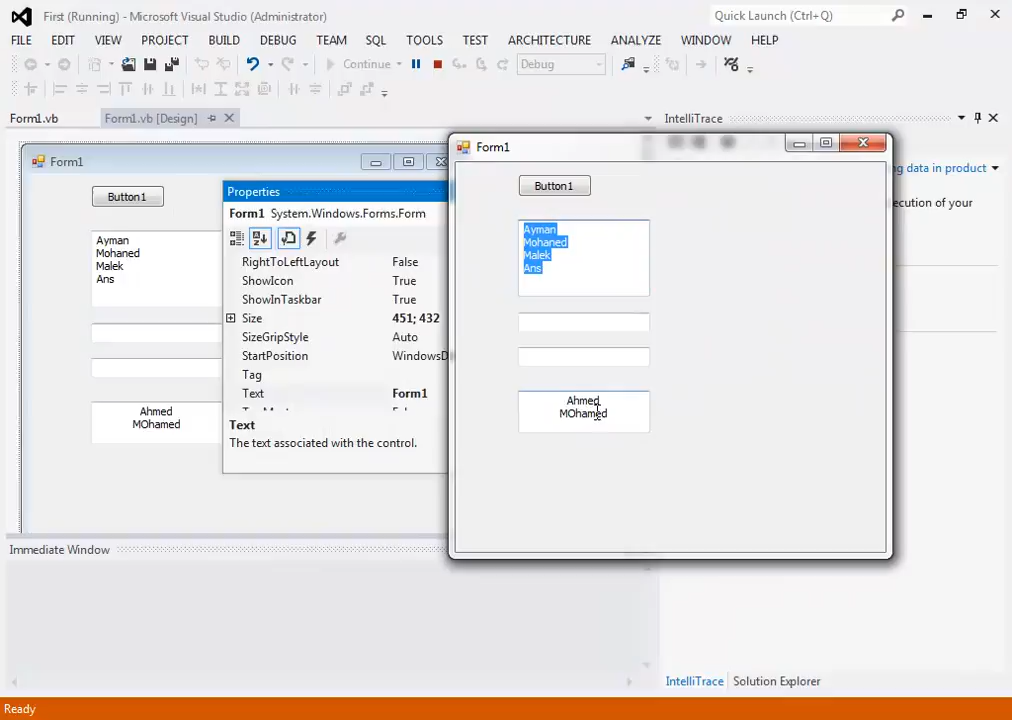 First (Running) - Microsoft Visual Studio (Administrator)
Quick Launch (Ctrl+Q)
FILE EDIT VIEW PROJECT BUILD DEBUG TEAM SQL TOOLS TEST ARCHITECTURE ANALYZE WINDOW HELP
Continue
Debug
Form1.vb
Form1.vb [Design]
IntelliTrace
Form1
Button1
Ayman
Mohaned
Malek
Ans
Ahmed
MOhamed
Properties
Form1 System.Windows.Forms.Form
RightToLeftLayout False
ShowIcon True
ShowInTaskbar True
Size 451; 432
SizeGripStyle Auto
StartPosition WindowsD
Tag
Text Form1
Text
The text associated with the control.
Form1
Button1
Ayman
Mohaned
Malek
Ans
Ahmed
MOhamed
ng data in product
ecution of your
Immediate Window
IntelliTrace Solution Explorer
Ready